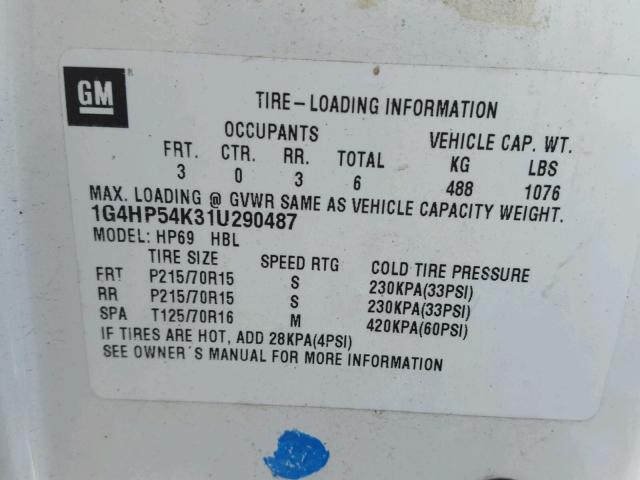 GM
TIRE-LOADING INFORMATION
OCCUPANTS VEHICLE CAP. WT.
FRT. CTR. RR. TOTAL KG LBS
3 0 3 6 488 1076
MAX. LOADING @ GVWR SAME AS VEHICLE CAPACITY WEIGHT.
1G4HP54K31U290487
MODEL: HP69 HBL
TIRE SIZE SPEED RTG COLD TIRE PRESSURE
FRT P215/70R15 S 230KPA(33PSI)
RR P215/70R15 S 230KPA(33PSI)
SPA T125/70R16 M 420KPA(60PSI)
IF TIRES ARE HOT, ADD 28KPA(4PSI)
SEE OWNER'S MANUAL FOR MORE INFORMATION